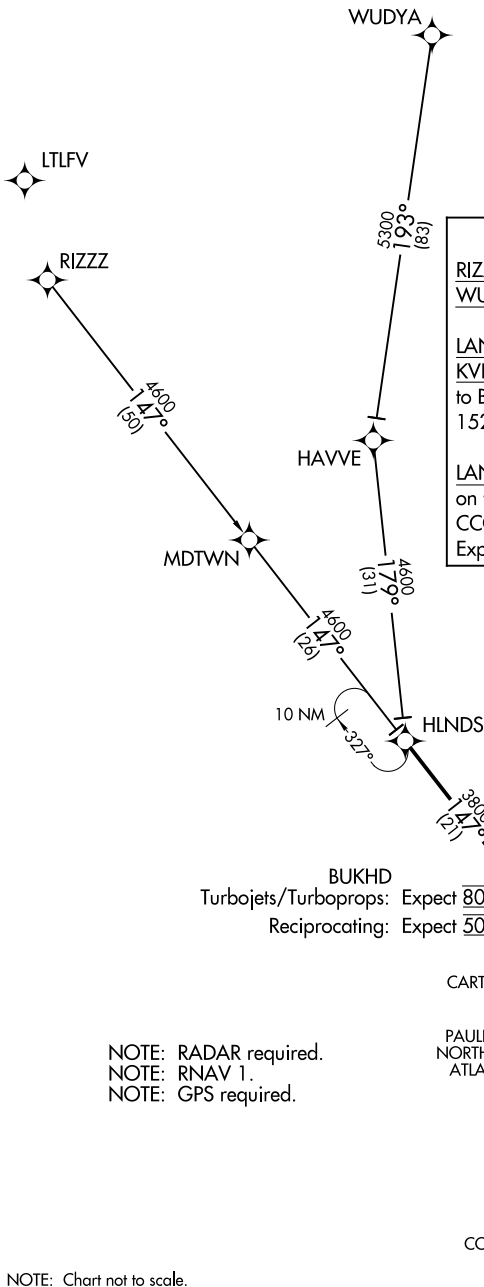 WUDYA
LTLFV
5300
193°
(83)
RIZZZ
RIZ
WU
LAN
KV
to B
152
4600
147°
(50)
HAVVE
LAN
on
CC
Exp
MDTWN
4600
179°
(31)
4600
147°
(26)
10 NM
327°
HLNDS
3800
147°
(21)
BUKHD
Turbojets/Turboprops: Expect 80
Reciprocating: Expect 50
CART
PAUL
NORTH
ATLA
NOTE: RADAR required.
NOTE: RNAV 1.
NOTE: GPS required.
CO
NOTE: Chart not to scale.